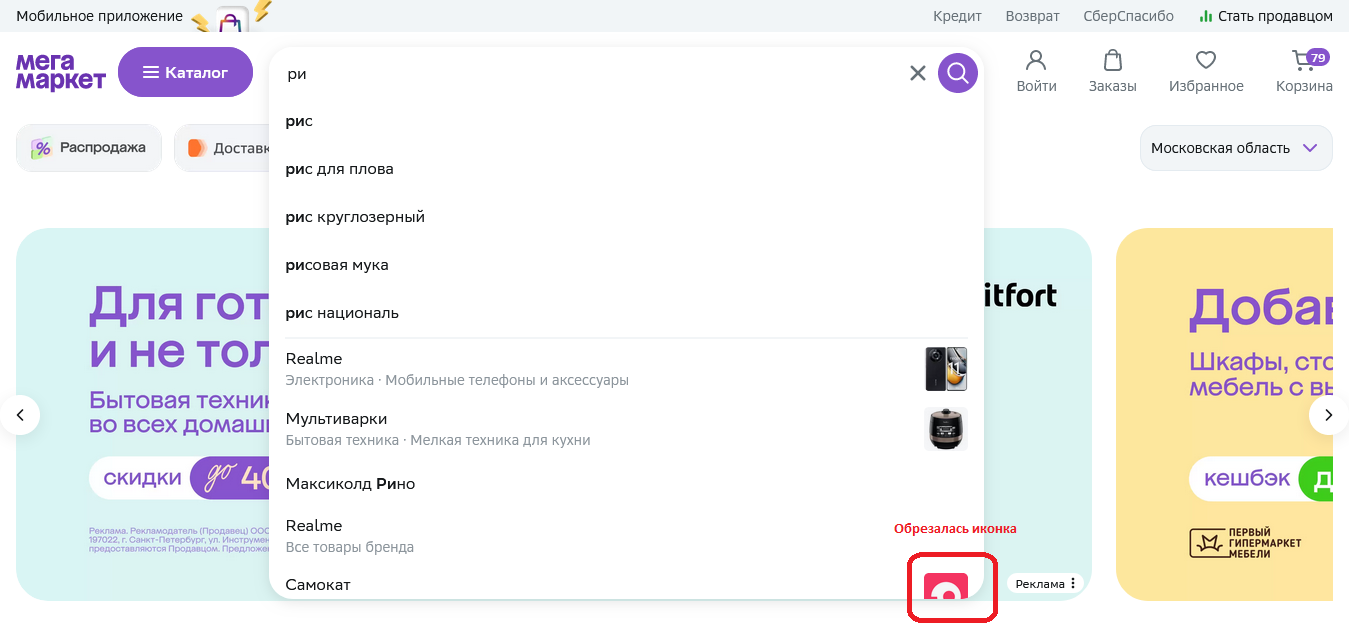 Мобильное приложение
Кредит Возврат СберСпасибо Стать продавцом
мега
маркет
Каталог
ри
Войти Заказы Избранное 79 Корзина
% Распродажа
Доставк
Московская область
рис
рис для плова
рис круглозерный
рисовая мука
рис националь
Realme
Электроника · Мобильные телефоны и аксессуары
Мультиварки
Бытовая техника · Мелкая техника для кухни
Максиколд Рино
Realme
Все товары бренда
Самокат
Обрезалась иконка
Для гот
и не тол
Бытовая техник
во всех домаш
скидки до 40
Реклама. Рекламодатель (Продавец) ООО
197022, г. Санкт-Петербург, ул. Инструмен
предоставляются Продавцом. Предложен
itfort
Реклама
Добав
Шкафы, сто
мебель с вы
кешбэк д
ПЕРВЫЙ
ГИПЕРМАРКЕТ
МЕБЕЛИ